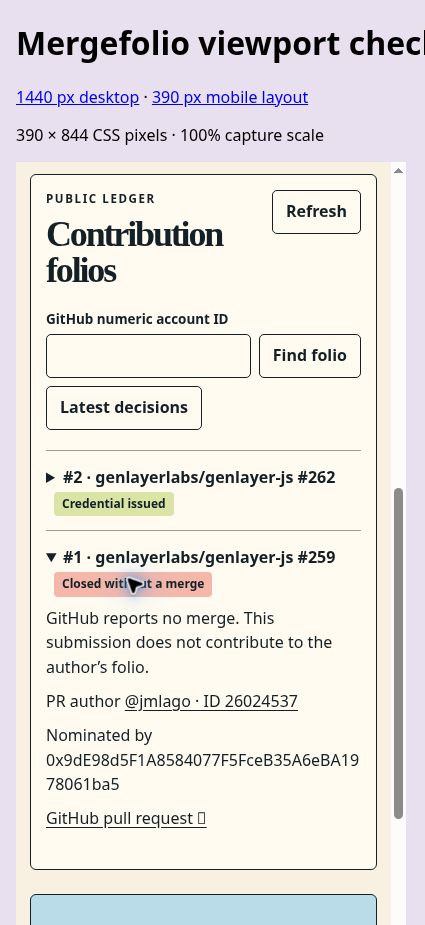 Mergefolio viewport chec
1440 px desktop · 390 px mobile layout
390 × 844 CSS pixels · 100% capture scale
PUBLIC LEDGER
Refresh
Contribution
folios
GitHub numeric account ID
Find folio
Latest decisions
#2 · genlayerlabs/genlayer-js #262
Credential issued
#1 · genlayerlabs/genlayer-js #259
Closed without a merge
GitHub reports no merge. This
submission does not contribute to the
author’s folio.
PR author @jmlago · ID 26024537
Nominated by
0x9dE98d5F1A8584077F5FceB35A6eBA19
78061ba5
GitHub pull request